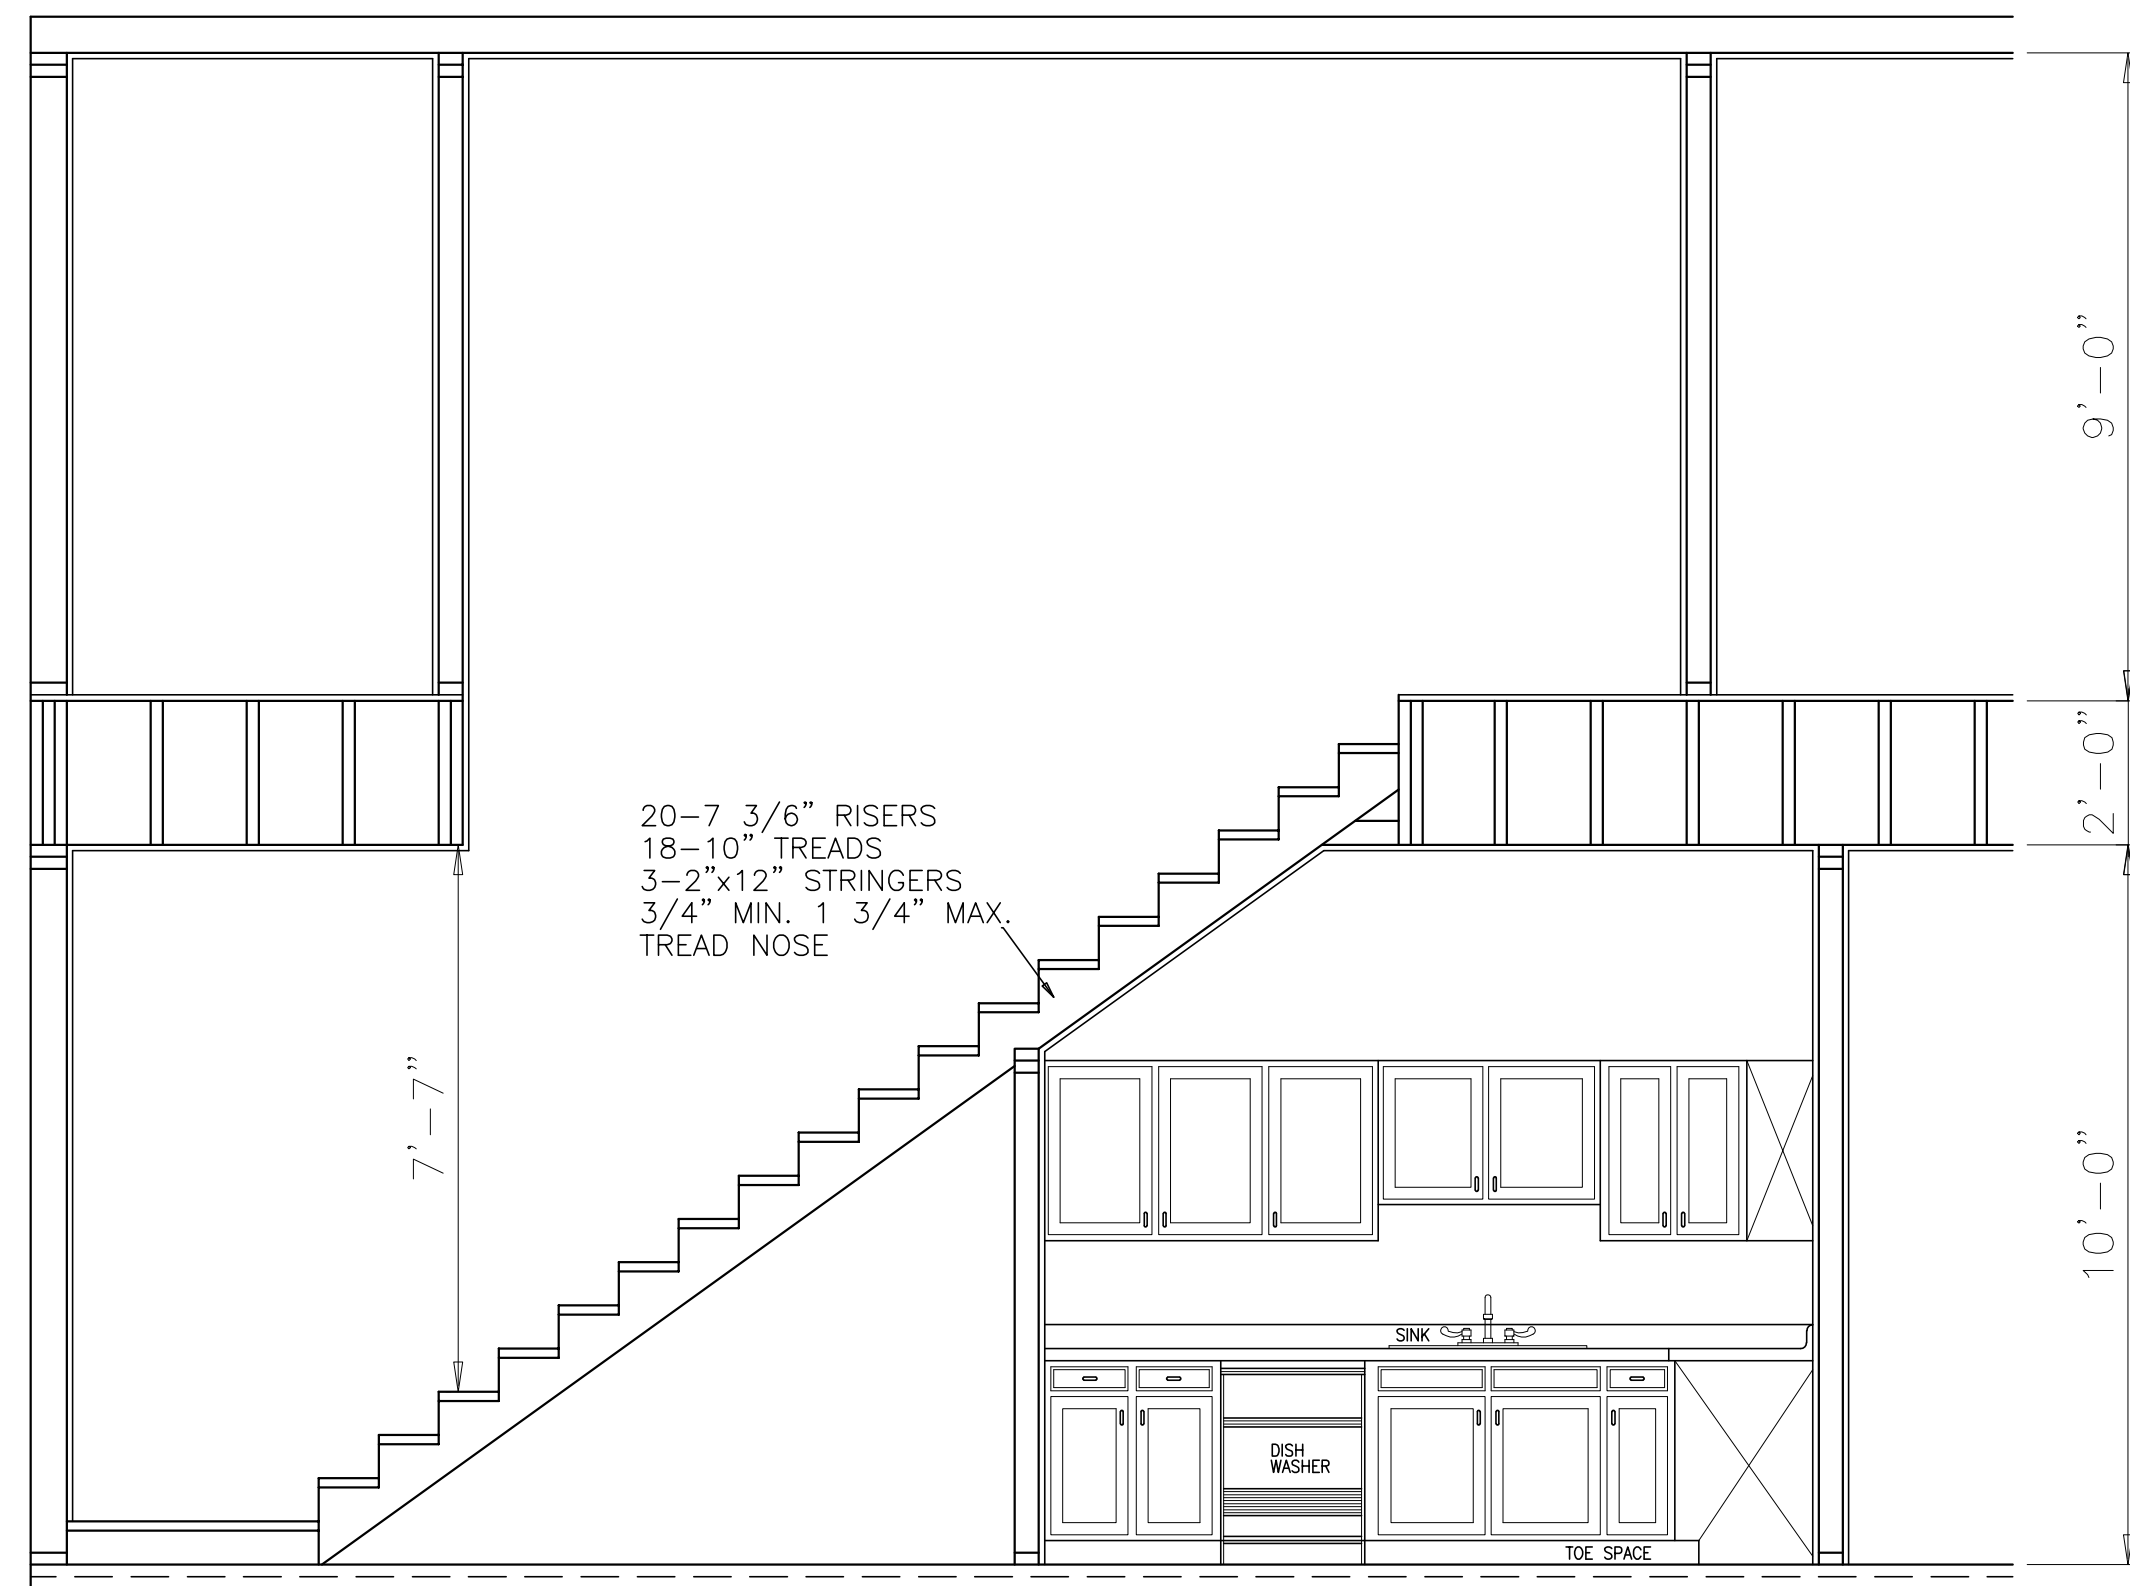 9'-0"
2'-0"
20-7 3/6" RISERS
18-10" TREADS
3-2"x12" STRINGERS
3/4" MIN. 1 3/4" MAX.
TREAD NOSE
7'-7"
10'-0"
SINK
DISH
WASHER
TOE SPACE